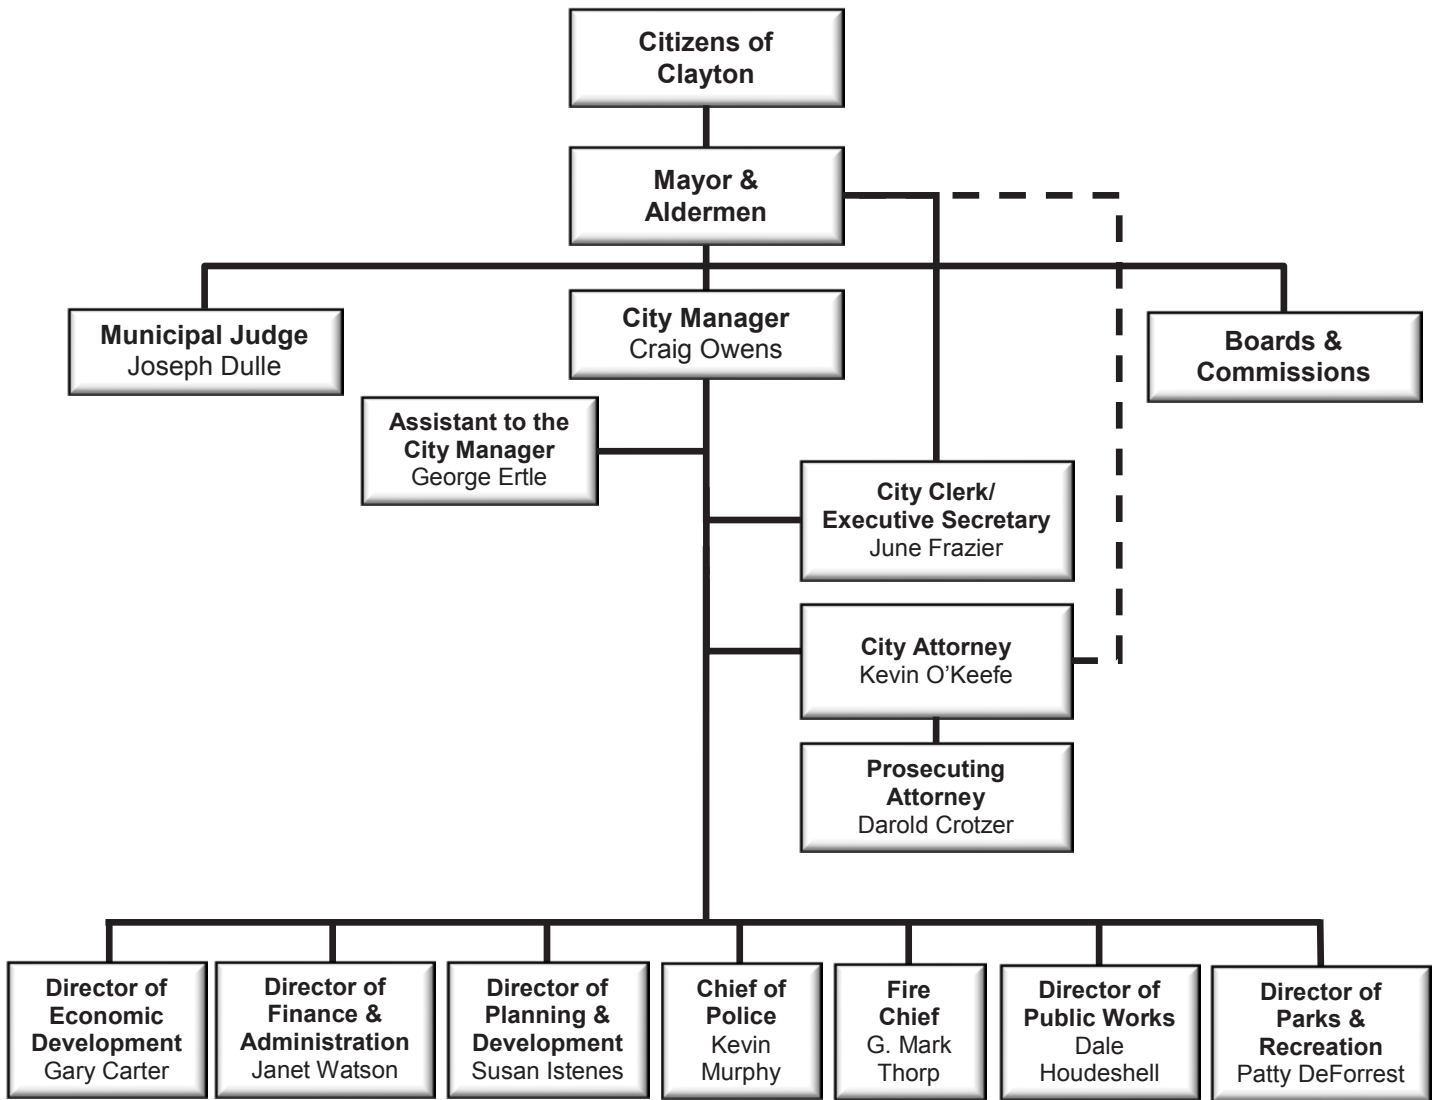 Citizens of
Clayton
Mayor &
Aldermen
Municipal Judge
Joseph Dulle
City Manager
Craig Owens
Boards &
Commissions
Assistant to the
City Manager
George Ertle
City Clerk/
Executive Secretary
June Frazier
City Attorney
Kevin O’Keefe
Prosecuting
Attorney
Darold Crotzer
Director of
Economic
Development
Gary Carter
Director of
Finance &
Administration
Janet Watson
Director of
Planning &
Development
Susan Istenes
Chief of
Police
Kevin
Murphy
Fire
Chief
G. Mark
Thorp
Director of
Public Works
Dale
Houdeshell
Director of
Parks &
Recreation
Patty DeForrest